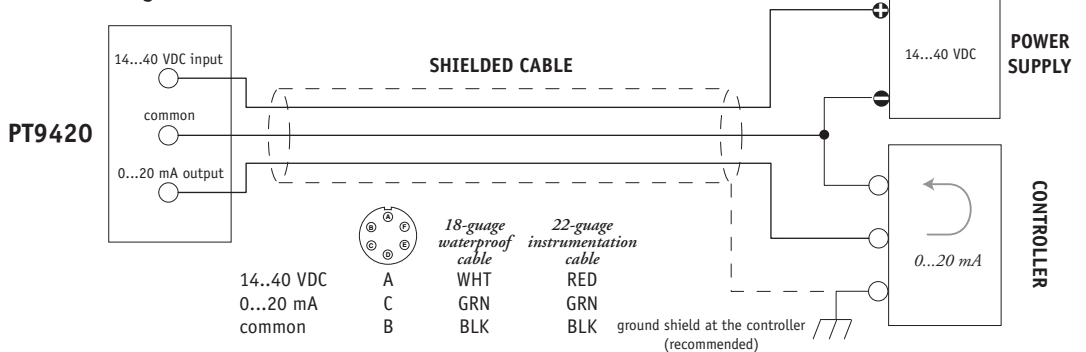 14...40 VDC input
common
PT9420
0...20 mA output
SHIELDED CABLE
14...40 VDC
POWER
SUPPLY
CONTROLLER
0...20 mA
A
B
F
C
E
D
18-guage
waterproof
cable
22-guage
instrumentation
cable
14..40 VDC A WHT RED
0...20 mA C GRN GRN
common B BLK BLK
ground shield at the controller
(recommended)